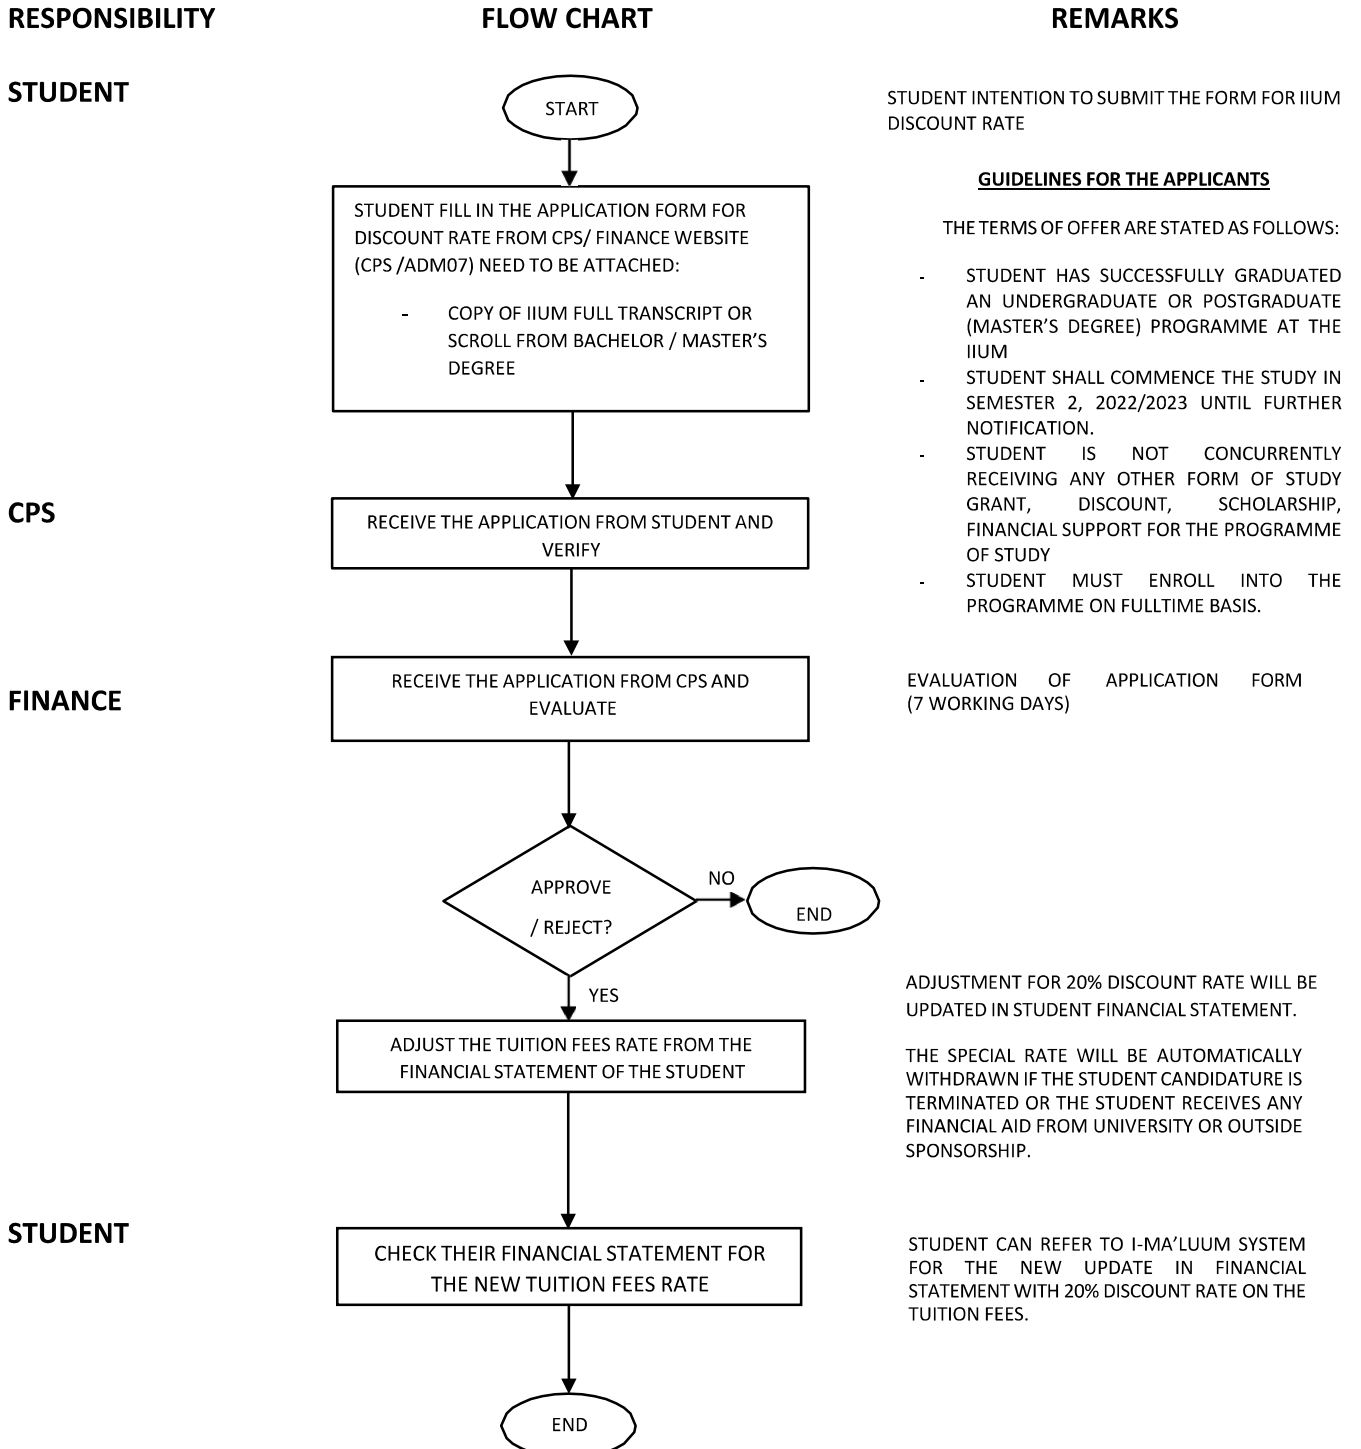 RESPONSIBILITY
FLOW CHART
REMARKS
STUDENT
START
STUDENT INTENTION TO SUBMIT THE FORM FOR IIUM
DISCOUNT RATE
GUIDELINES FOR THE APPLICANTS
THE TERMS OF OFFER ARE STATED AS FOLLOWS:
- STUDENT HAS SUCCESSFULLY GRADUATED
AN UNDERGRADUATE OR POSTGRADUATE
(MASTER'S DEGREE) PROGRAMME AT THE
IIUM
- STUDENT SHALL COMMENCE THE STUDY IN
SEMESTER 2, 2022/2023 UNTIL FURTHER
NOTIFICATION.
- STUDENT IS NOT CONCURRENTLY
RECEIVING ANY OTHER FORM OF STUDY
GRANT, DISCOUNT, SCHOLARSHIP,
FINANCIAL SUPPORT FOR THE PROGRAMME
OF STUDY
- STUDENT MUST ENROLL INTO THE
PROGRAMME ON FULLTIME BASIS.
STUDENT FILL IN THE APPLICATION FORM FOR
DISCOUNT RATE FROM CPS/ FINANCE WEBSITE
(CPS /ADM07) NEED TO BE ATTACHED:
- COPY OF IIUM FULL TRANSCRIPT OR
SCROLL FROM BACHELOR / MASTER'S
DEGREE
CPS
RECEIVE THE APPLICATION FROM STUDENT AND
VERIFY
FINANCE
RECEIVE THE APPLICATION FROM CPS AND
EVALUATE
EVALUATION OF APPLICATION FORM
(7 WORKING DAYS)
APPROVE
/ REJECT?
NO
END
YES
ADJUST THE TUITION FEES RATE FROM THE
FINANCIAL STATEMENT OF THE STUDENT
ADJUSTMENT FOR 20% DISCOUNT RATE WILL BE
UPDATED IN STUDENT FINANCIAL STATEMENT.
THE SPECIAL RATE WILL BE AUTOMATICALLY
WITHDRAWN IF THE STUDENT CANDIDATURE IS
TERMINATED OR THE STUDENT RECEIVES ANY
FINANCIAL AID FROM UNIVERSITY OR OUTSIDE
SPONSORSHIP.
STUDENT
CHECK THEIR FINANCIAL STATEMENT FOR
THE NEW TUITION FEES RATE
STUDENT CAN REFER TO I-MA'LUUM SYSTEM
FOR THE NEW UPDATE IN FINANCIAL
STATEMENT WITH 20% DISCOUNT RATE ON THE
TUITION FEES.
END